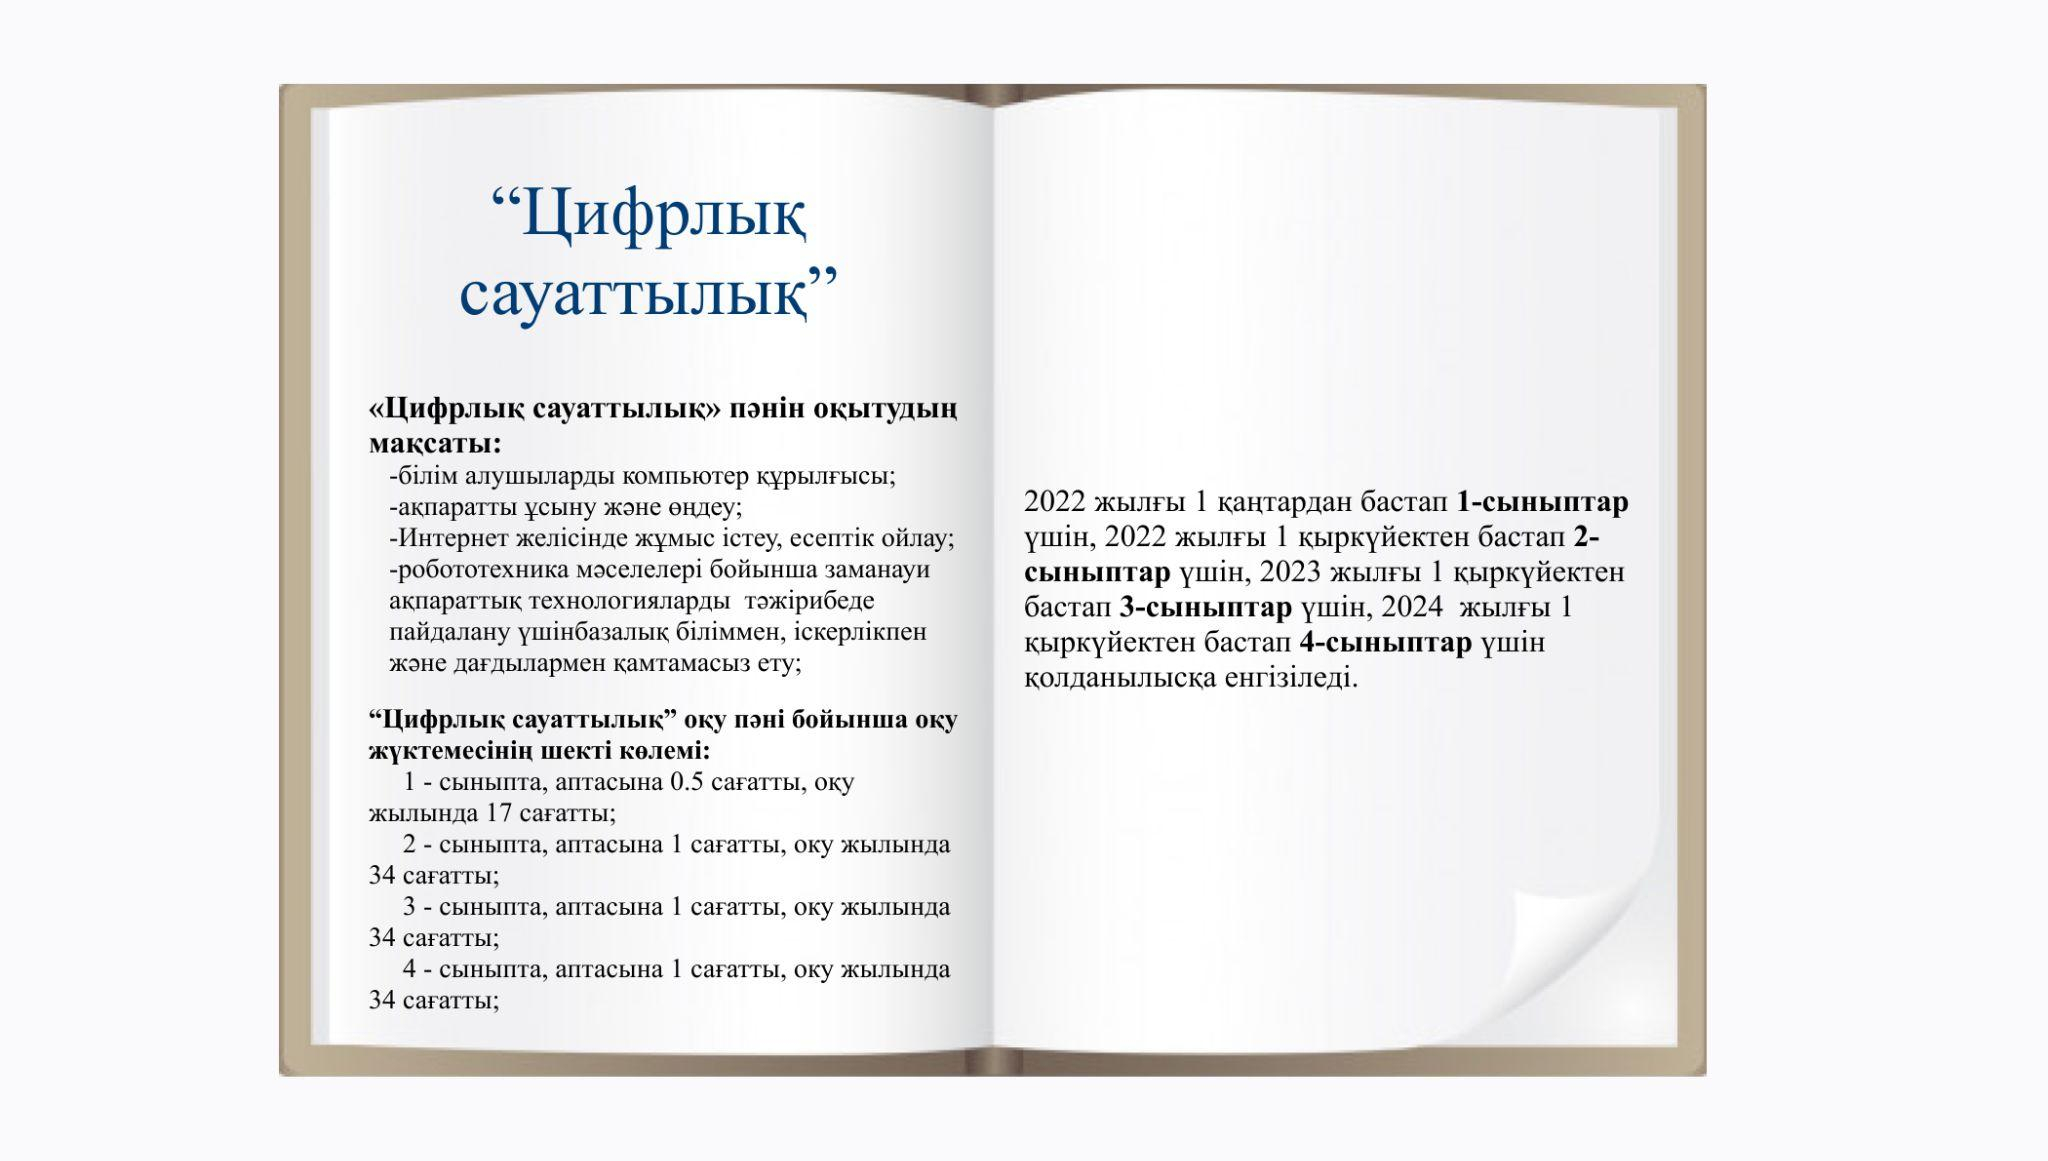 “Цифрлық
сауаттылық”
«Цифрлық сауаттылық» пәнін оқытудың
мақсаты:
-білім алушыларды компьютер құрылғысы;
-ақпаратты ұсыну және өңдеу;
-Интернет желісінде жұмыс істеу, есептік ойлау;
-робототехника мәселелері бойынша заманауи
ақпараттық технологияларды  тәжірибеде
пайдалану үшінбазалық біліммен, іскерлікпен
және дағдылармен қамтамасыз ету;
“Цифрлық сауаттылық” оқу пәні бойынша оқу
жүктемесінің шекті көлемі:
1 - сыныпта, аптасына 0.5 сағатты, оқу
жылында 17 сағатты;
2 - сыныпта, аптасына 1 сағатты, оку жылында
34 сағатты;
3 - сыныпта, аптасына 1 сағатты, оку жылында
34 сағатты;
4 - сыныпта, аптасына 1 сағатты, оку жылында
34 сағатты;
2022 жылғы 1 қаңтардан бастап 1-сыныптар
үшін, 2022 жылғы 1 қыркүйектен бастап 2-
сыныптар үшін, 2023 жылғы 1 қыркүйектен
бастап 3-сыныптар үшін, 2024  жылғы 1
қыркүйектен бастап 4-сыныптар үшін
қолданылысқа енгізіледі.